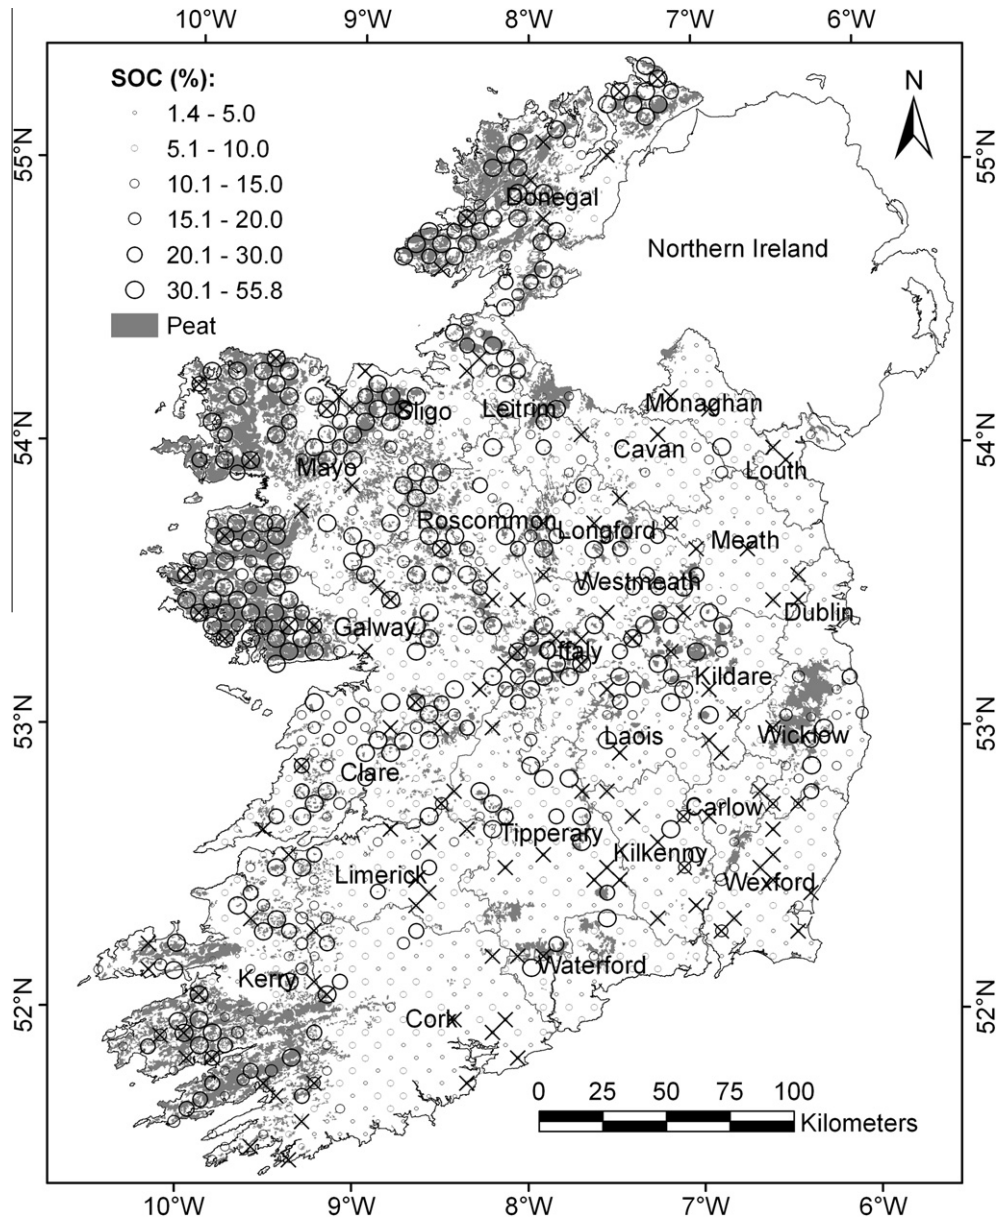 10°W 9°W 8°W 7°W 6°W
SOC (%):
1.4 - 5.0
5.1 - 10.0
10.1 - 15.0
15.1 - 20.0
20.1 - 30.0
30.1 - 55.8
Peat
N
55°N 55°N
Donegal
Northern Ireland
Sligo
Leitrim
Monaghan
54°N 54°N
Cavan
Mayo
Louth
Roscommon
Longford
Meath
Westmeath
Dublin
Galway
Offaly
Kildare
53°N 53°N
Laois
Wicklow
Clare
Carlow
Tipperary
Kilkenny
Limerick
Wexford
Waterford
Kerry
52°N 52°N
Cork
0 25 50 75 100
Kilometers
10°W 9°W 8°W 7°W 6°W